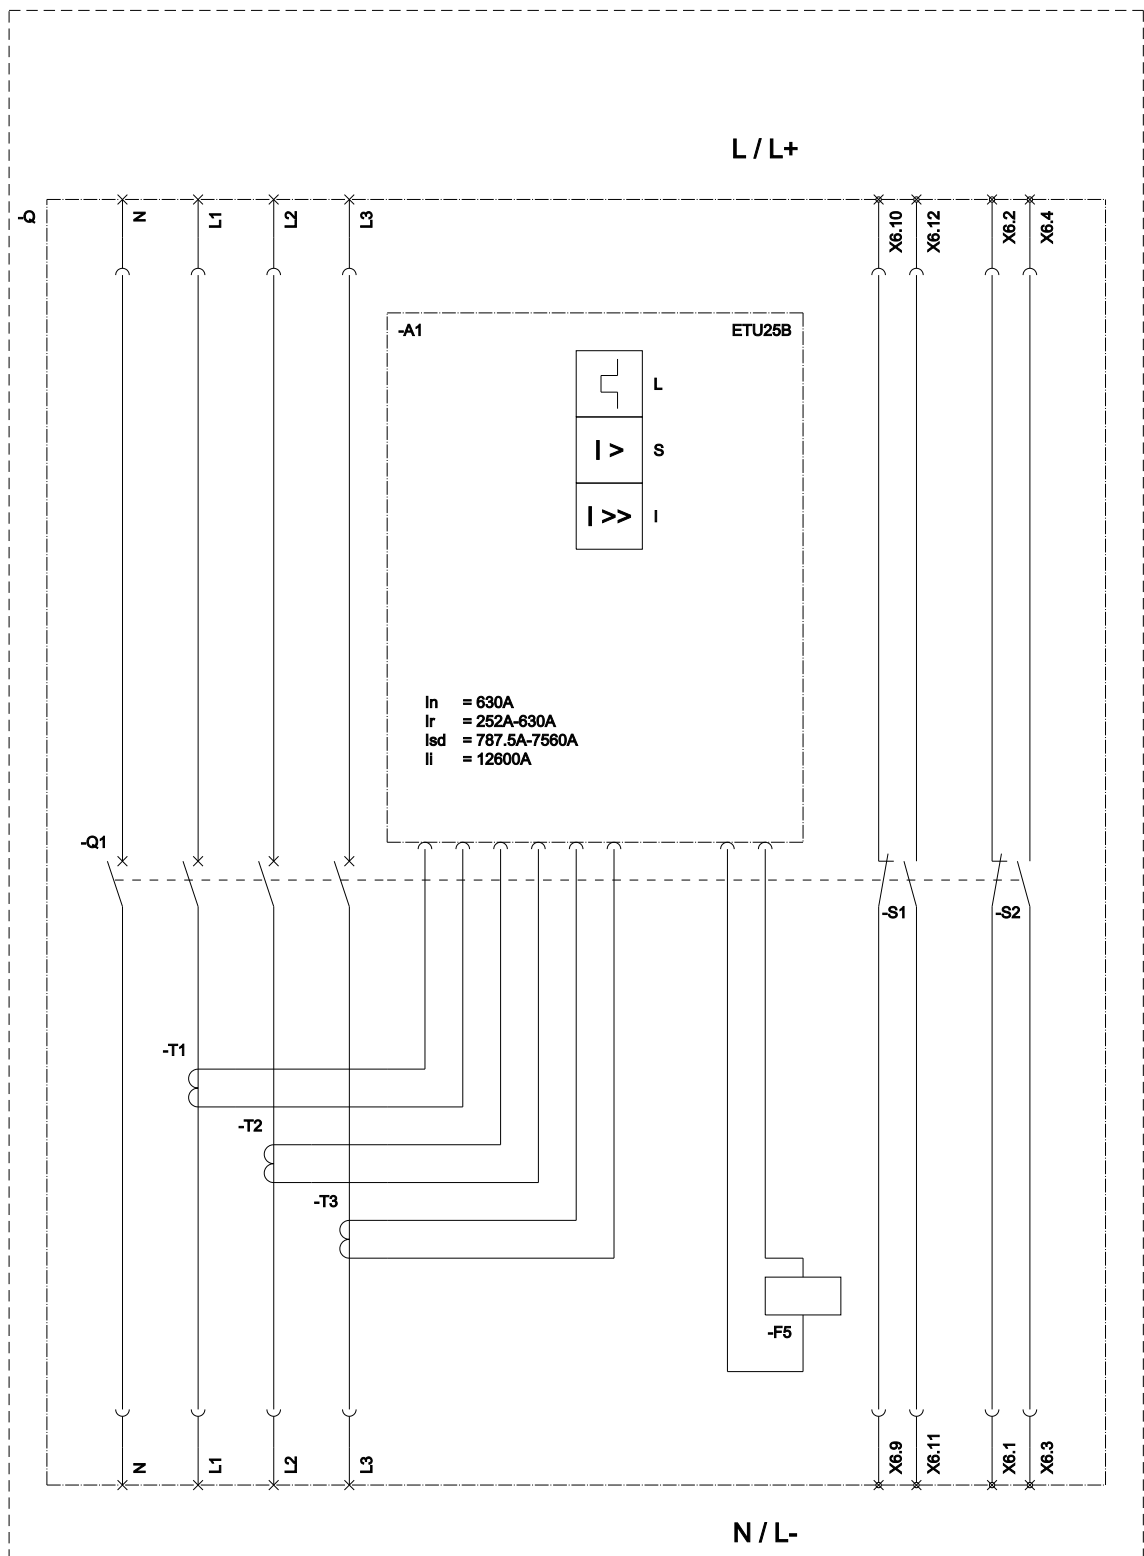 L / L+
-Q
N
L1
L2
L3
X6.10
X6.12
X6.2
X6.4
-A1
ETU25B
L
I >
S
I >>
I
In = 630A
Ir = 252A-630A
Isd = 787.5A-7560A
Ii = 12600A
-Q1
-S1
-S2
-T1
-T2
-T3
-F5
N
L1
L2
L3
X6.9
X6.11
X6.1
X6.3
N / L-